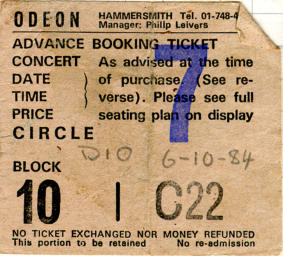 ODEON HAMMERSMITH Tel. 01-748-4
Manager: Philip Leivers
ADVANCE BOOKING TICKET
CONCERT As advised at the time
DATE of purchase. (See re-
TIME verse). Please see full
PRICE seating plan on display
7
CIRCLE
DIO 6-10-84
BLOCK
10 C22
NO TICKET EXCHANGED NOR MONEY REFUNDED
This portion to be retained No re-admission